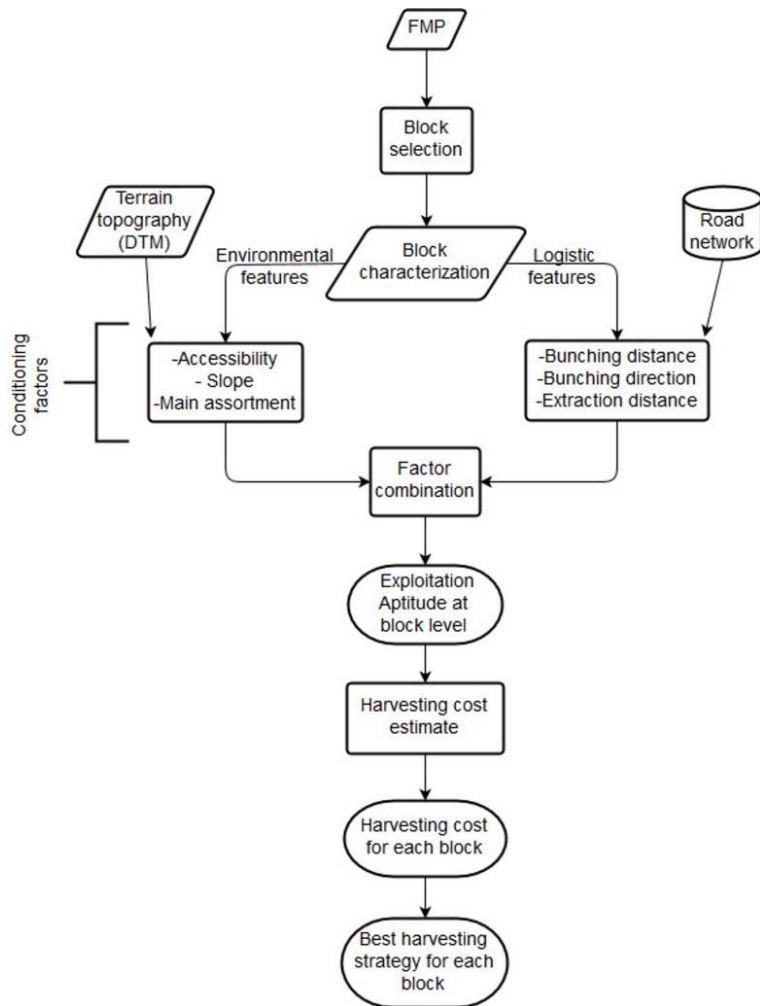 FMP
Block
selection
Terrain
topography
(DTM)
Road
network
Environmental
features
Block
characterization
Logistic
features
Conditioning
factors
-Accessibility
- Slope
-Main assortment
-Bunching distance
-Bunching direction
-Extraction distance
Factor
combination
Exploitation
Aptitude at
block level
Harvesting cost
estimate
Harvesting cost
for each block
Best harvesting
strategy for each
block